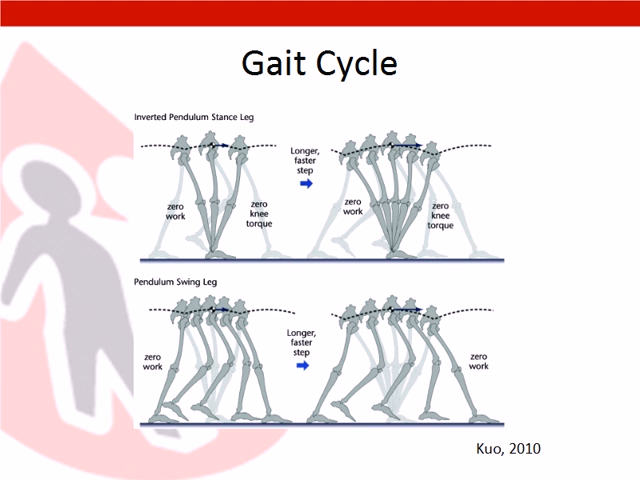 Gait Cycle
Inverted Pendulum Stance Leg
Longer,
faster
step
zero
work
zero
knee
torque
zero
work
zero
knee
torque
Pendulum Swing Leg
Longer,
faster
step
zero
work
zero
work
Kuo, 2010